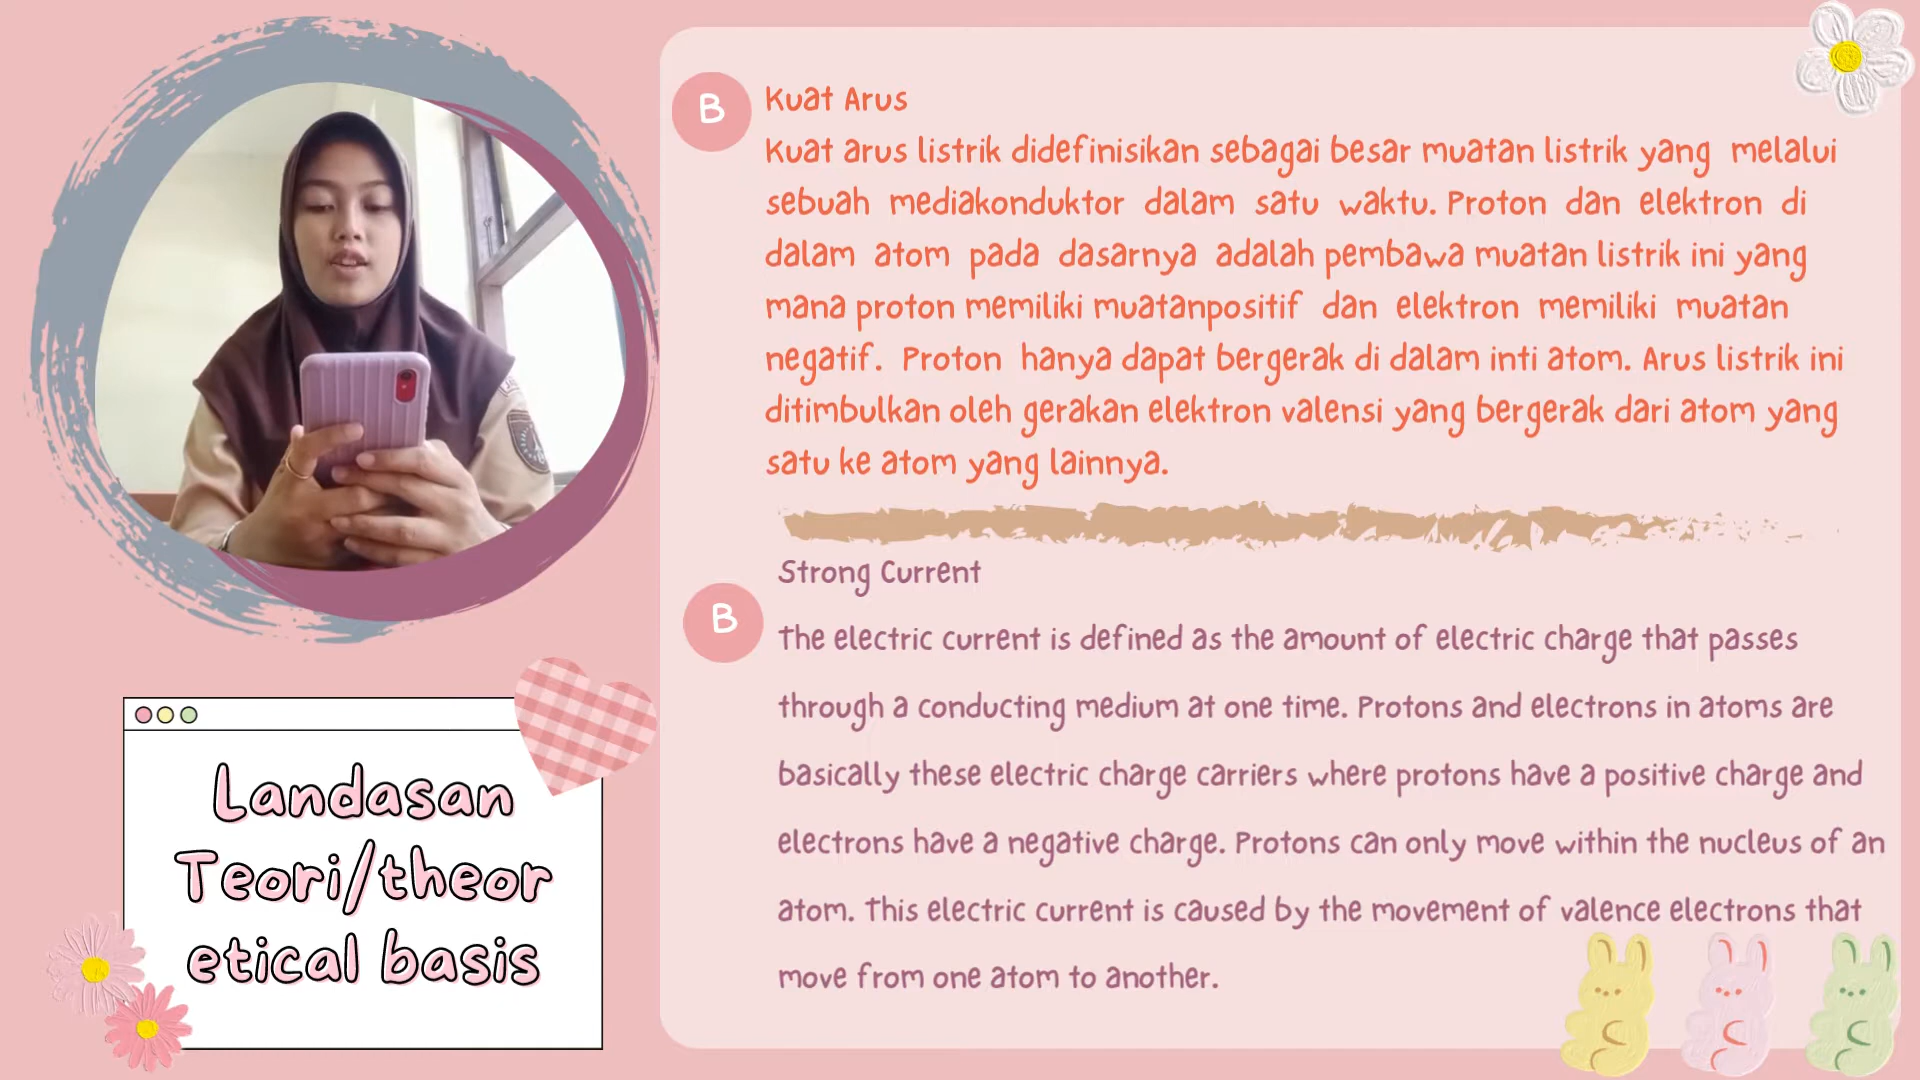 B
Kuat Arus
Kuat arus listrik didefinisikan sebagai besar muatan listrik yang melalui
sebuah mediakonduktor dalam satu waktu. Proton dan elektron di
dalam atom pada dasarnya adalah pembawa muatan listrik ini yang
mana proton memiliki muatanpositif dan elektron memiliki muatan
negatif. Proton hanya dapat bergerak di dalam inti atom. Arus listrik ini
ditimbulkan oleh gerakan elektron valensi yang bergerak dari atom yang
satu ke atom yang lainnya.
Strong Current
B
The electric current is defined as the amount of electric charge that passes
through a conducting medium at one time. Protons and electrons in atoms are
basically these electric charge carriers where protons have a positive charge and
electrons have a negative charge. Protons can only move within the nucleus of an
atom. This electric current is caused by the movement of valence electrons that
move from one atom to another.
Landasan
Teori/theor
etical basis